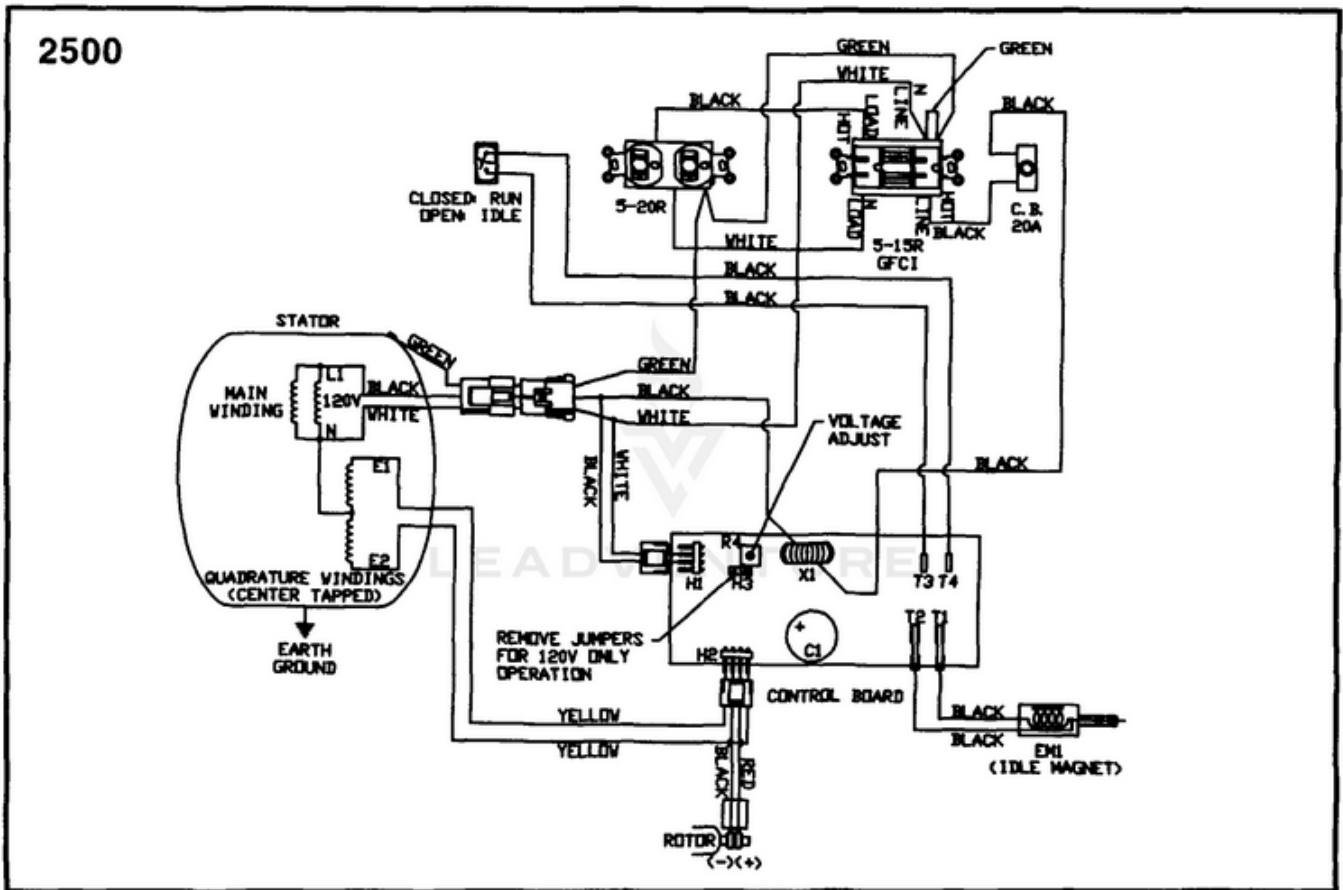 2500
GREEN
GREEN
WHITE
N
LINE
BLACK
LOAD
HOT
BLACK
CLOSED: RUN
OPEN: IDLE
5-20R
LOAD
N
LINE
HOT
BLACK
C.B.
20A
WHITE
5-15R
GFCI
BLACK
BLACK
STATOR
GREEN
GREEN
MAIN
WINDING
L1
120V
N
BLACK
WHITE
BLACK
WHITE
VOLTAGE
ADJUST
BLACK
BLACK
WHITE
E1
E2
QUADRATURE WINDINGS
(CENTER TAPPED)
EARTH
GROUND
LEADVENTURE
R4
H1
H3
X1
T3 T4
T2 T1
C1
H2
REMOVE JUMPERS
FOR 120V ONLY
OPERATION
CONTROL BOARD
YELLOW
YELLOW
BLACK
RED
BLACK
BLACK
EM1
(IDLE MAGNET)
ROTOR
(-)(+)